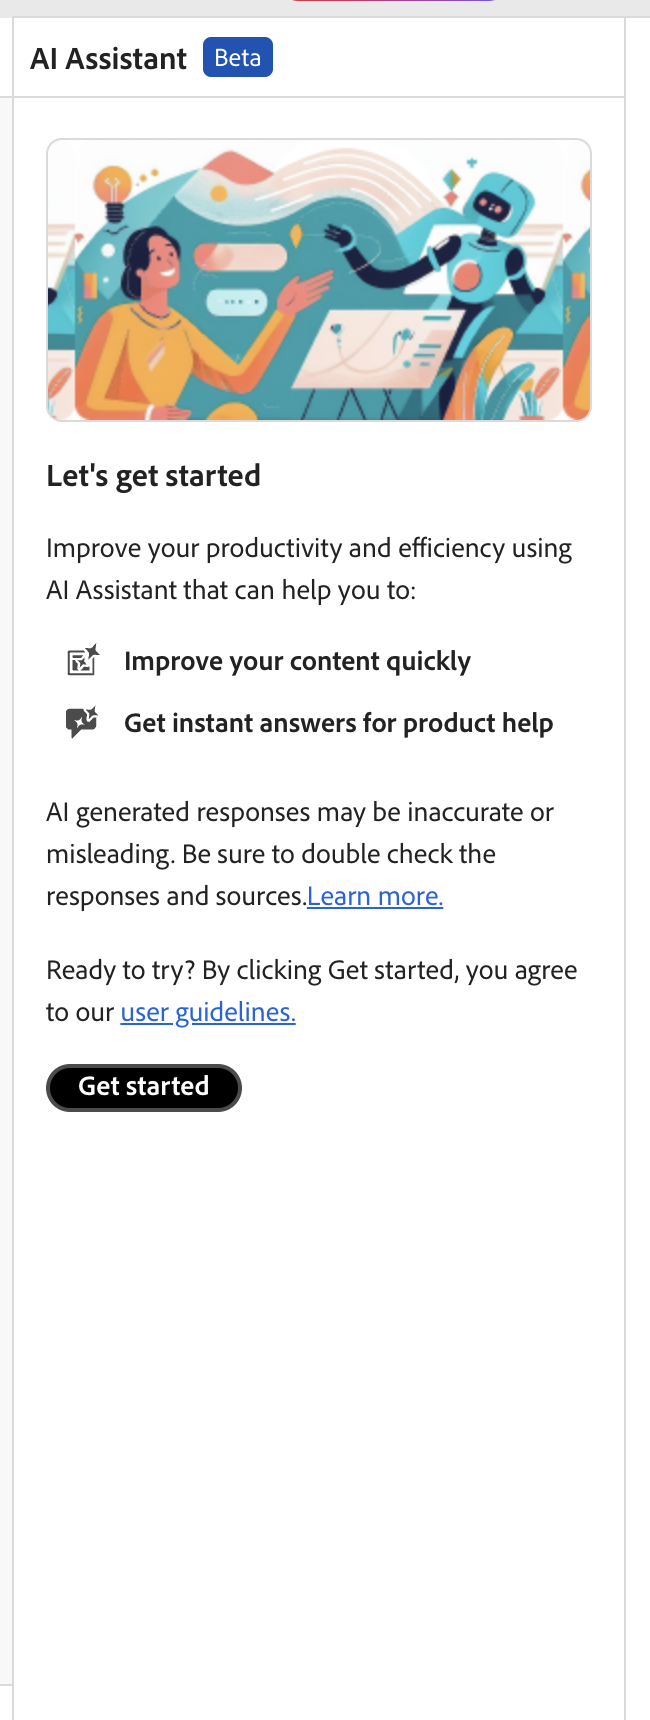 AI Assistant Beta
Let's get started
Improve your productivity and efficiency using
AI Assistant that can help you to:
Improve your content quickly
Get instant answers for product help
AI generated responses may be inaccurate or
misleading. Be sure to double check the
responses and sources.Learn more.
Ready to try? By clicking Get started, you agree
to our user guidelines.
Get started